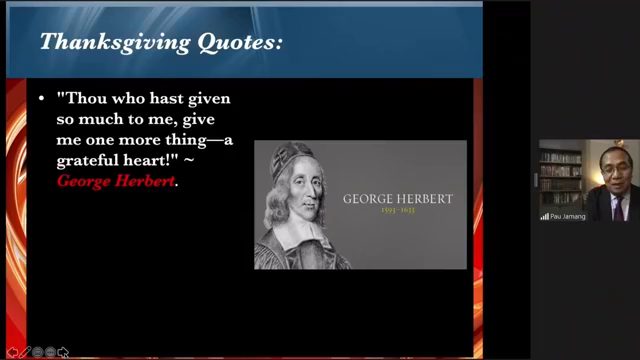 Thanksgiving Quotes:
• "Thou who hast given
so much to me, give
me one more thing—a
grateful heart!" ~
George Herbert.
GEORGE HERBERT
1593-1633
Pau Jamang